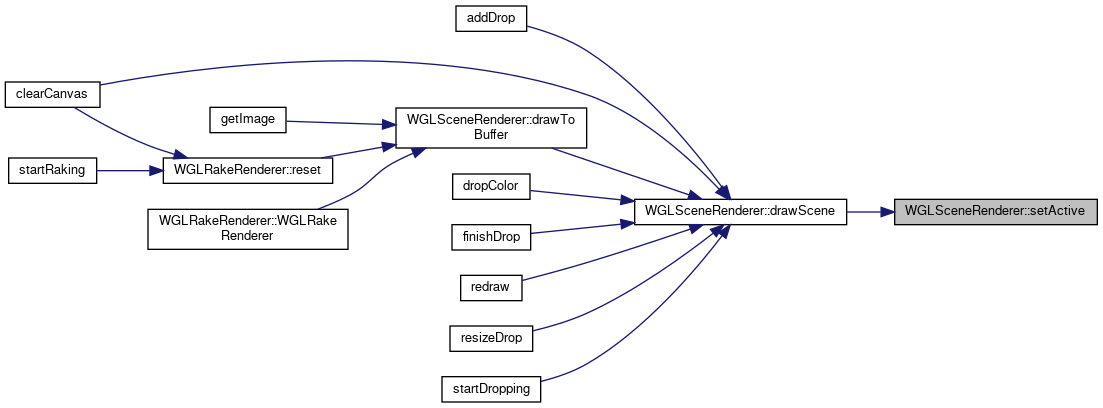 addDrop
clearCanvas
getImage
WGLSceneRenderer::drawTo
Buffer
startRaking
WGLRakeRenderer::reset
dropColor
WGLRakeRenderer::WGLRake
Renderer
WGLSceneRenderer::drawScene
WGLSceneRenderer::setActive
finishDrop
redraw
resizeDrop
startDropping